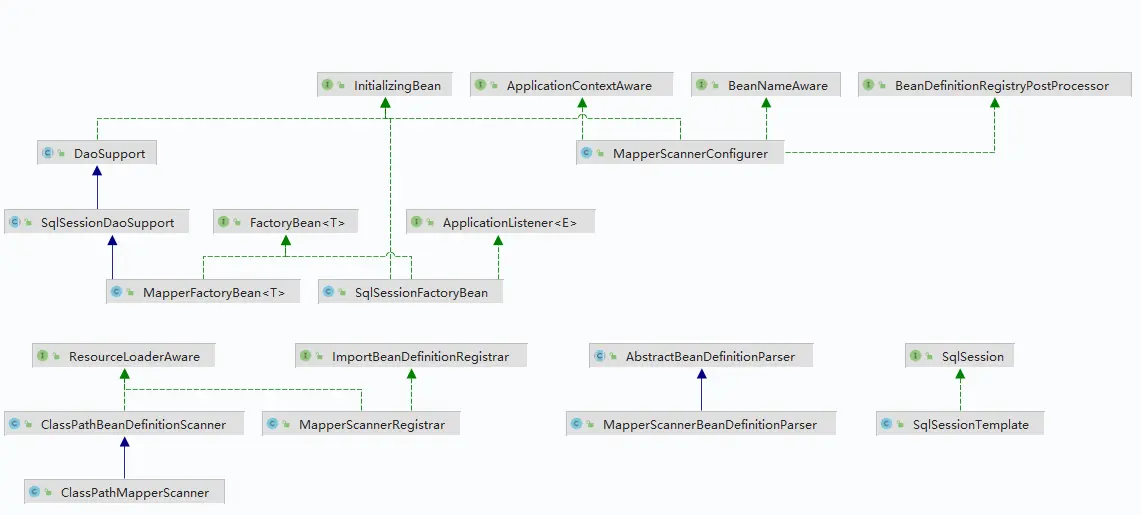 InitializingBean
ApplicationContextAware
BeanNameAware
BeanDefinitionRegistryPostProcessor
DaoSupport
MapperScannerConfigurer
SqlSessionDaoSupport
FactoryBean<T>
ApplicationListener<E>
MapperFactoryBean<T>
SqlSessionFactoryBean
ResourceLoaderAware
ImportBeanDefinitionRegistrar
AbstractBeanDefinitionParser
SqlSession
ClassPathBeanDefinitionScanner
MapperScannerRegistrar
MapperScannerBeanDefinitionParser
SqlSessionTemplate
ClassPathMapperScanner